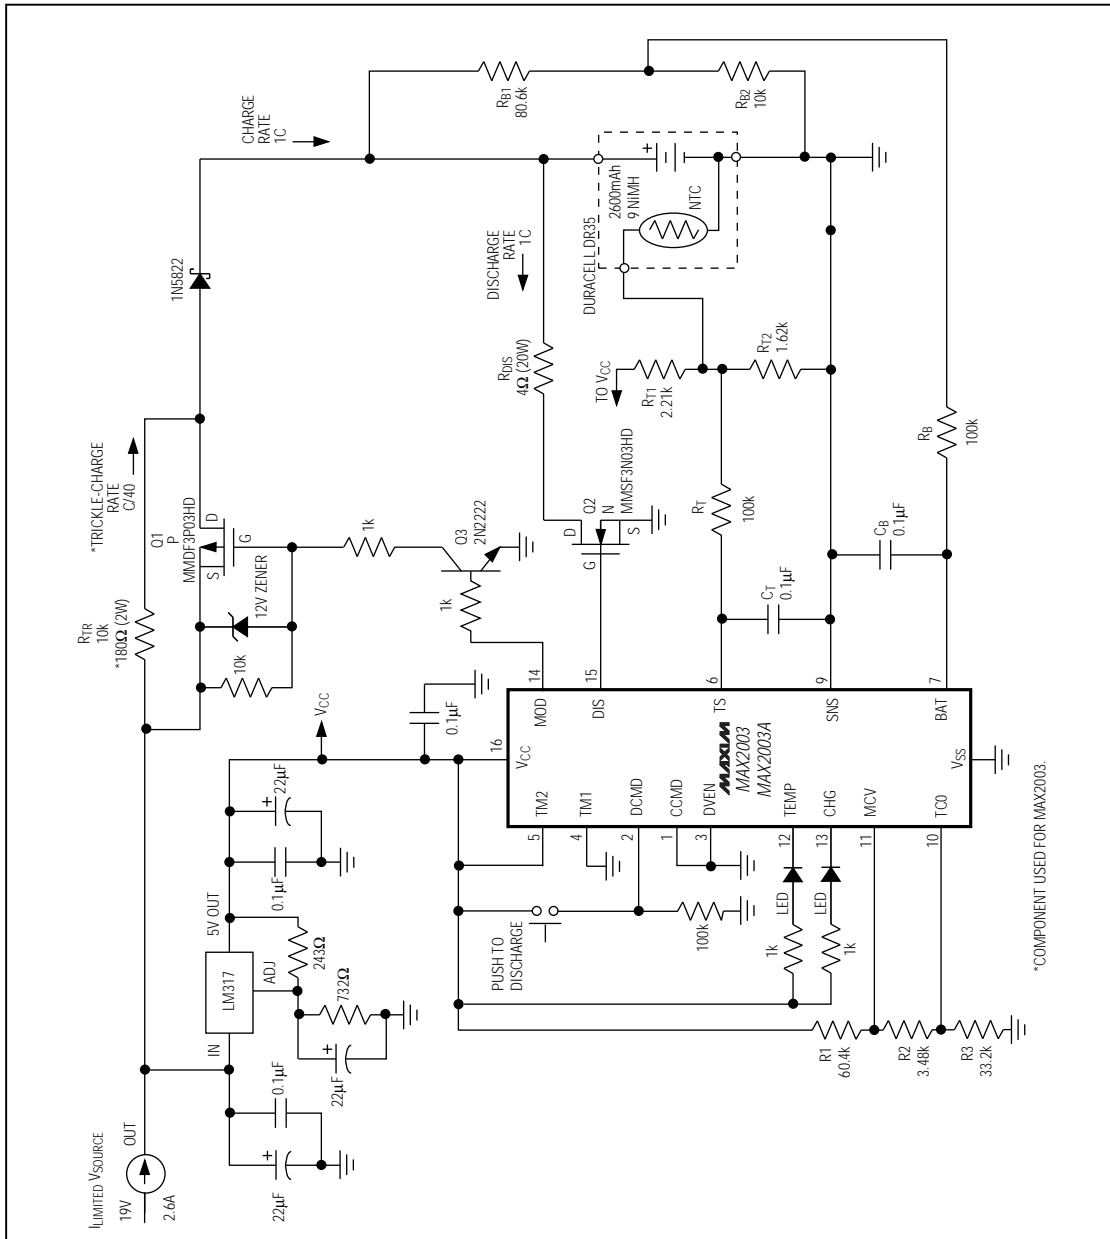 ILIMITED VSOURCE
19V
OUT
2.6A
22µF
0.1µF
IN
LM317
5V OUT
ADJ
243Ω
732Ω
22µF
0.1µF
22µF
VCC
0.1µF
RTR
10k
*180Ω (2W)
*TRICKLE-CHARGE
RATE
C/40
Q1
P
MMDF3P03HD
S
D
G
12V ZENER
10k
1k
Q3
2N2222
1k
1N5822
CHARGE
RATE
1C
RB1
80.6k
RB2
10k
DISCHARGE
RATE
1C
DURACELL DR35
2600mAh
9 NiMH
+
NTC
RDIS
4Ω (20W)
Q2
N
MMSF3N03HD
D
G
S
TO VCC
RT1
2.21k
RT2
1.62k
RT
100k
CT
0.1µF
RB
100k
CB
0.1µF
14
15
6
9
7
MOD
DIS
TS
SNS
BAT
16
VCC
MAXIM
MAX2003
MAX2003A
VSS
TM2
TM1
DCMD
CCMD
DVEN
TEMP
CHG
MCV
TC0
5
4
2
1
3
12
13
11
10
PUSH TO
DISCHARGE
100k
LED
LED
1k
1k
R1
60.4k
R2
3.48k
R3
33.2k
*COMPONENT USED FOR MAX2003.